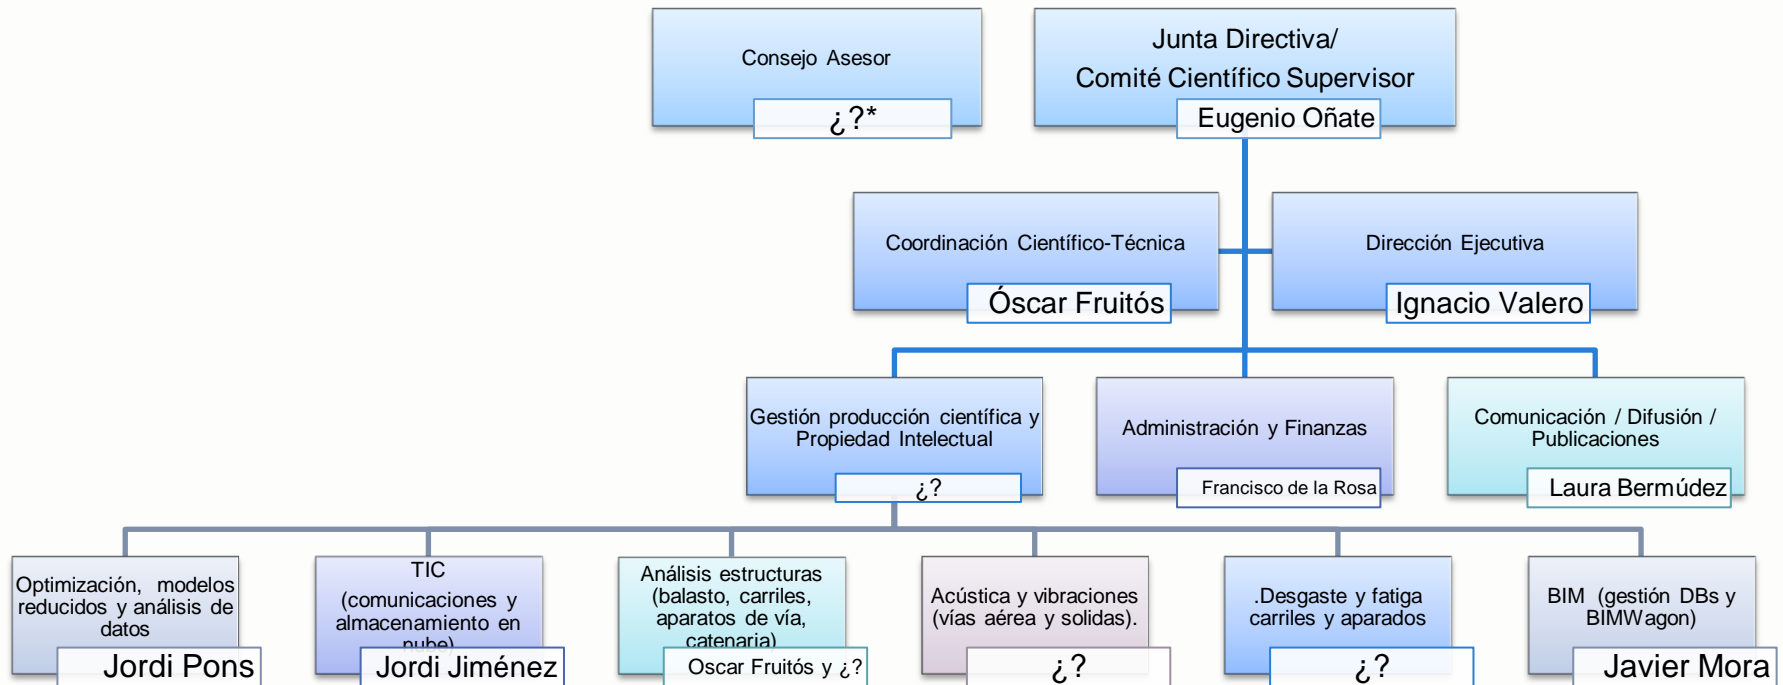 Consejo Asesor
¿?*
Junta Directiva/
Comité Científico Supervisor
Eugenio Oñate
Coordinación Científico-Técnica
Óscar Fruitós
Dirección Ejecutiva
Ignacio Valero
Gestión producción científica y
Propiedad Intelectual
¿?
Administración y Finanzas
Francisco de la Rosa
Comunicación / Difusión /
Publicaciones
Laura Bermúdez
Optimización, modelos
reducidos y análisis de
datos
Jordi Pons
TIC
(comunicaciones y
almacenamiento en
nube)
Jordi Jiménez
Análisis estructuras
(balasto, carriles,
aparatos de vía,
catenaria)
Oscar Fruitós y ¿?
Acústica y vibraciones
(vías aérea y solidas).
¿?
.Desgaste y fatiga
carriles y aparados
¿?
BIM (gestión DBs y
BIMWagon)
Javier Mora